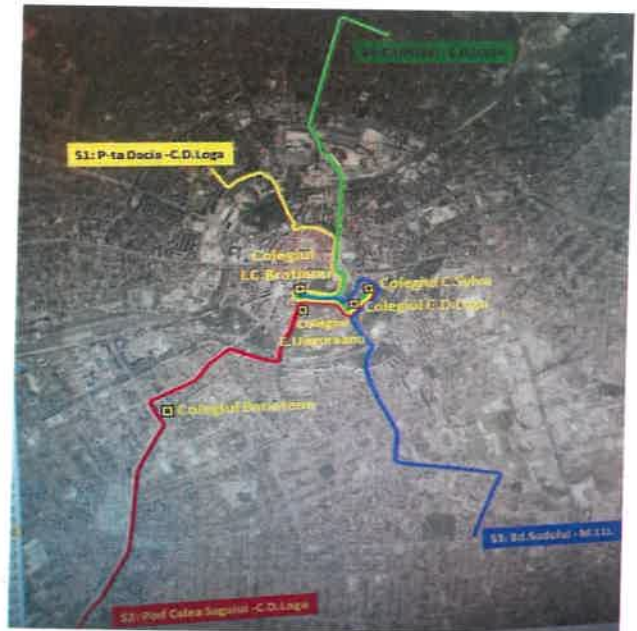 S1: P-ta Dacia -C.D.Loga
Colegiul
I.C. Bratianu
Colegiul C.Sylva
Colegiul C.D.Loga
Colegiul
E.Ungureanu
Colegiul Banatean
S3: Bd.Sudului -
S2: Pod Calea Sagului -C.D.Loga